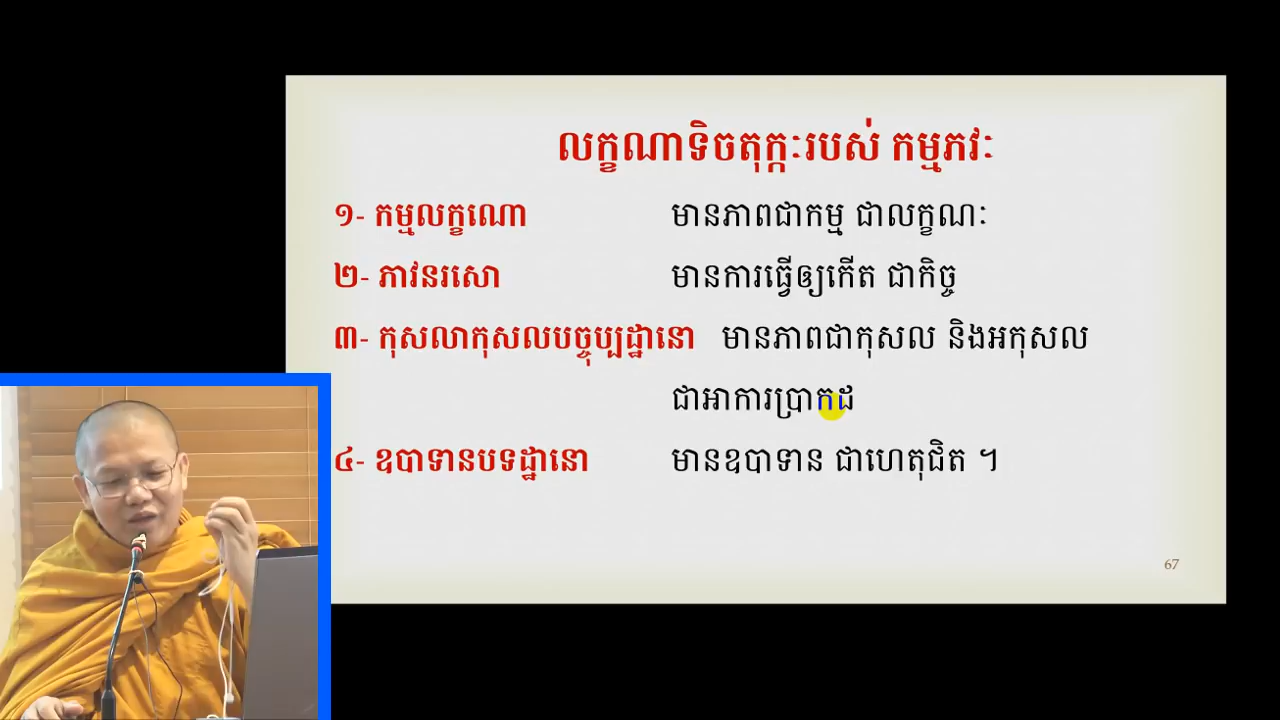 លក្ខណាទិចតុក្កៈរបស់ កម្មភវៈ
១- កម្មលក្ខណោ មានភាពជាកម្ម ជាលក្ខណៈ
២- ភាវនរសោ មានការធ្វើឲ្យកើត ជាកិច្ច
៣- កុសលាកុសលបច្ចុប្បដ្ឋានោ មានភាពជាកុសល និងអកុសល
ជាអាការប្រាកដ
៤- ឧបាទានបទដ្ឋានោ មានឧបាទាន ជាហេតុជិត ។
67